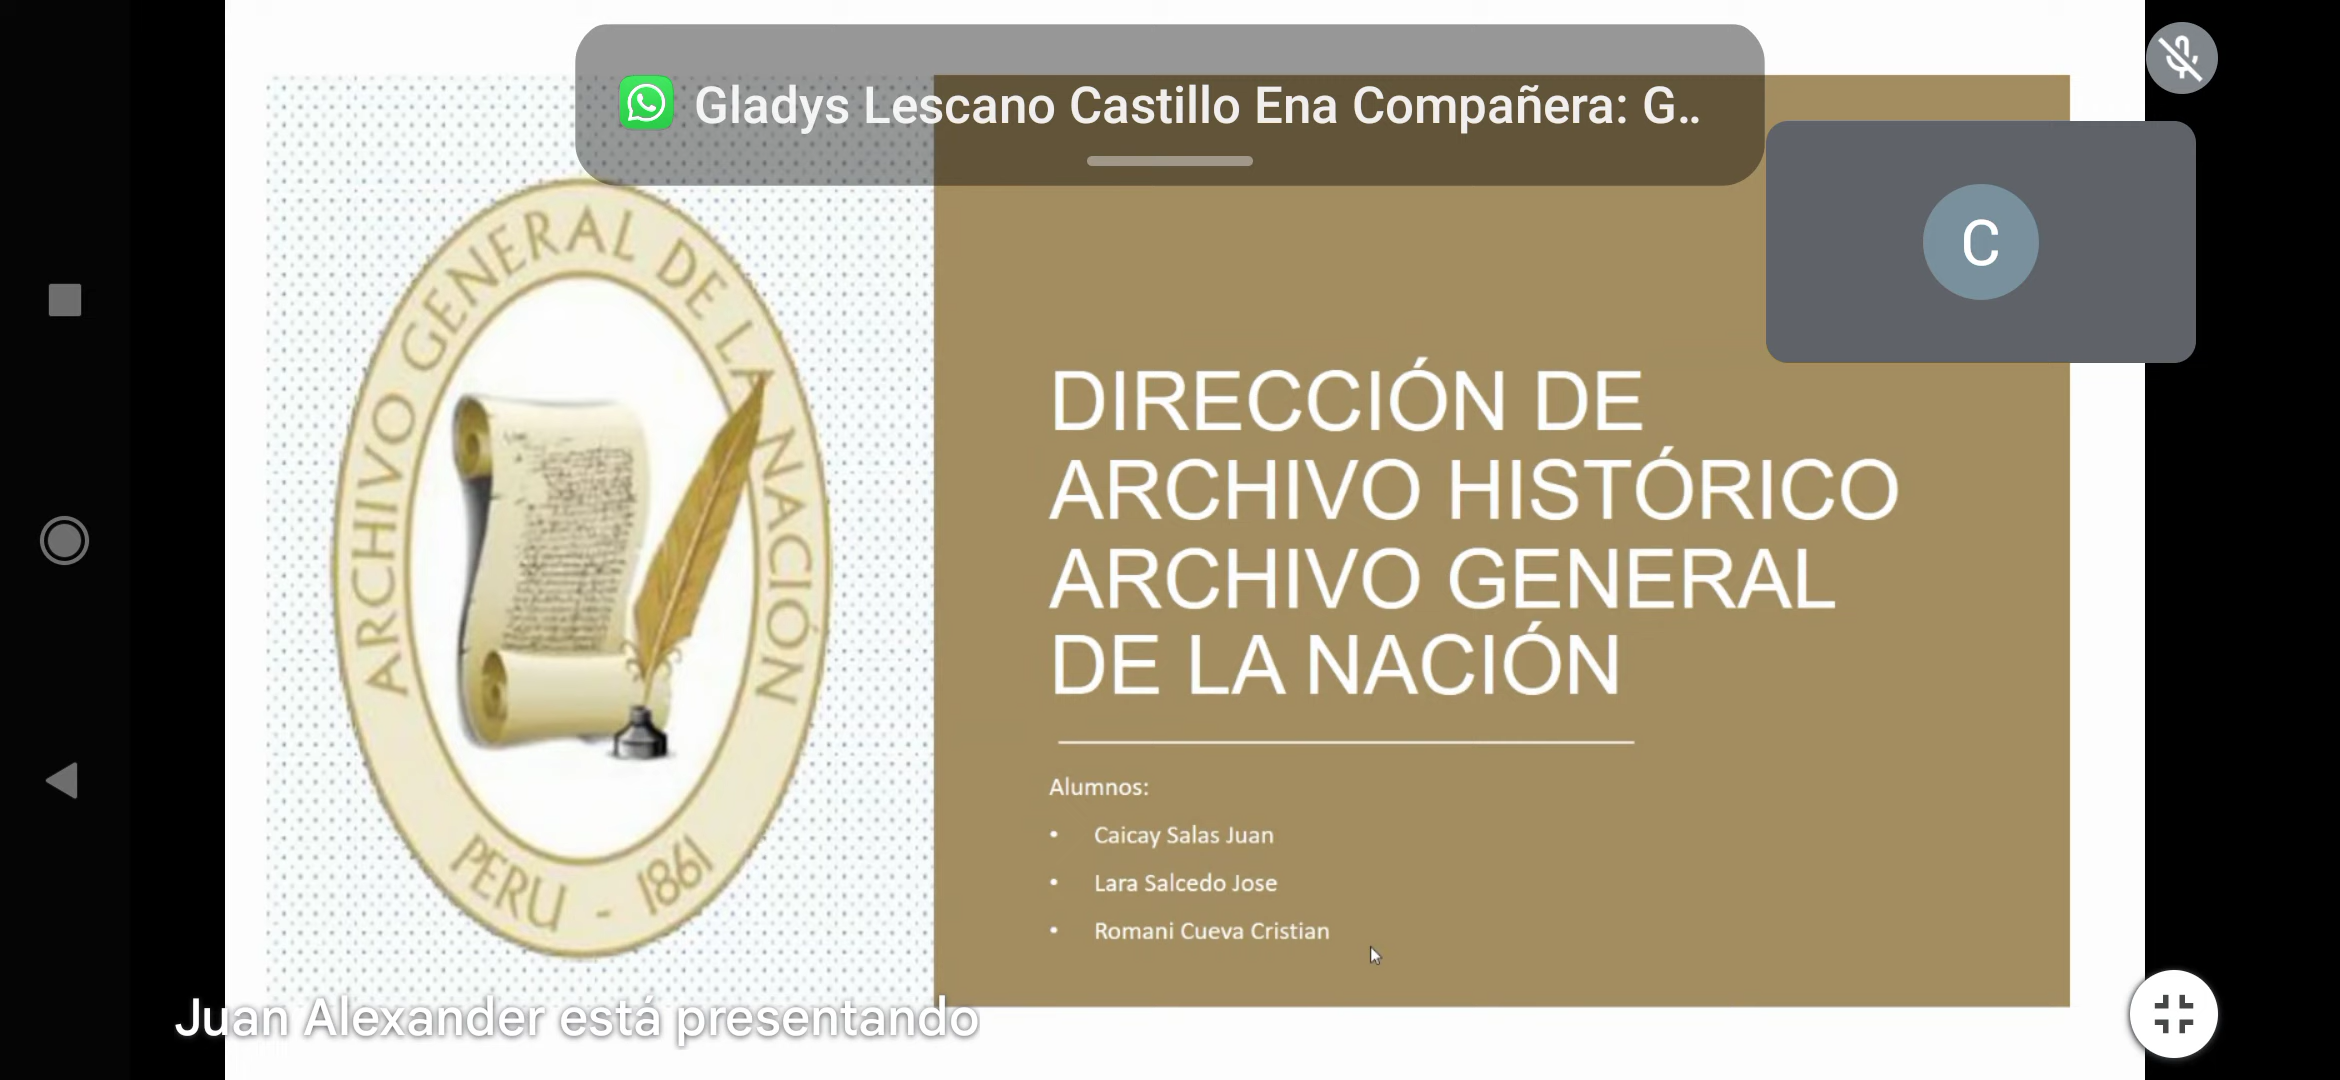 Gladys Lescano Castillo Ena Compañera: G..
C
ARCHIVO GENERAL DE LA NACIÓN
PERU - 1861
DIRECCIÓN DE
ARCHIVO HISTÓRICO
ARCHIVO GENERAL
DE LA NACIÓN
Alumnos:
• Caicay Salas Juan
• Lara Salcedo Jose
• Romani Cueva Cristian
Juan Alexander está presentando